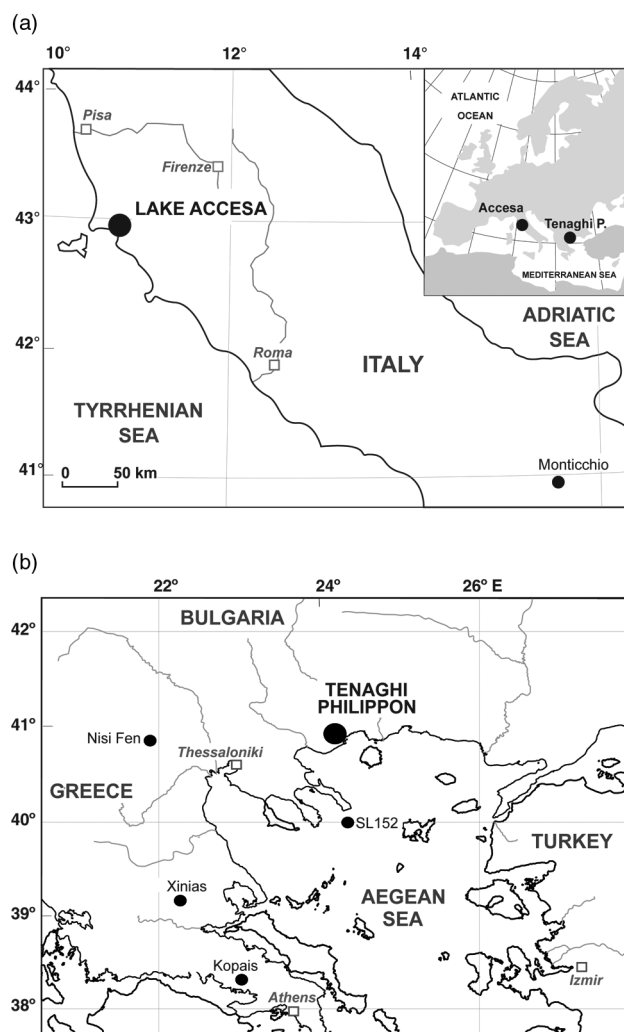 (a)
10° 12° 14°
44°
ATLANTIC
OCEAN
Pisa
Firenze
LAKE ACCESA
43°
Accesa
Tenaghi P.
MEDITERRANEAN SEA
ADRIATIC
SEA
42°
Roma
ITALY
TYRRHENIAN
SEA
41°
0 50 km
Monticchio
(b)
22° 24° 26° E
42°
BULGARIA
TENAGHI
PHILIPPON
41°
Nisi Fen
Thessaloniki
GREECE
40°
SL152
TURKEY
Xinias
AEGEAN
SEA
39°
Kopais
Izmir
Athens
38°